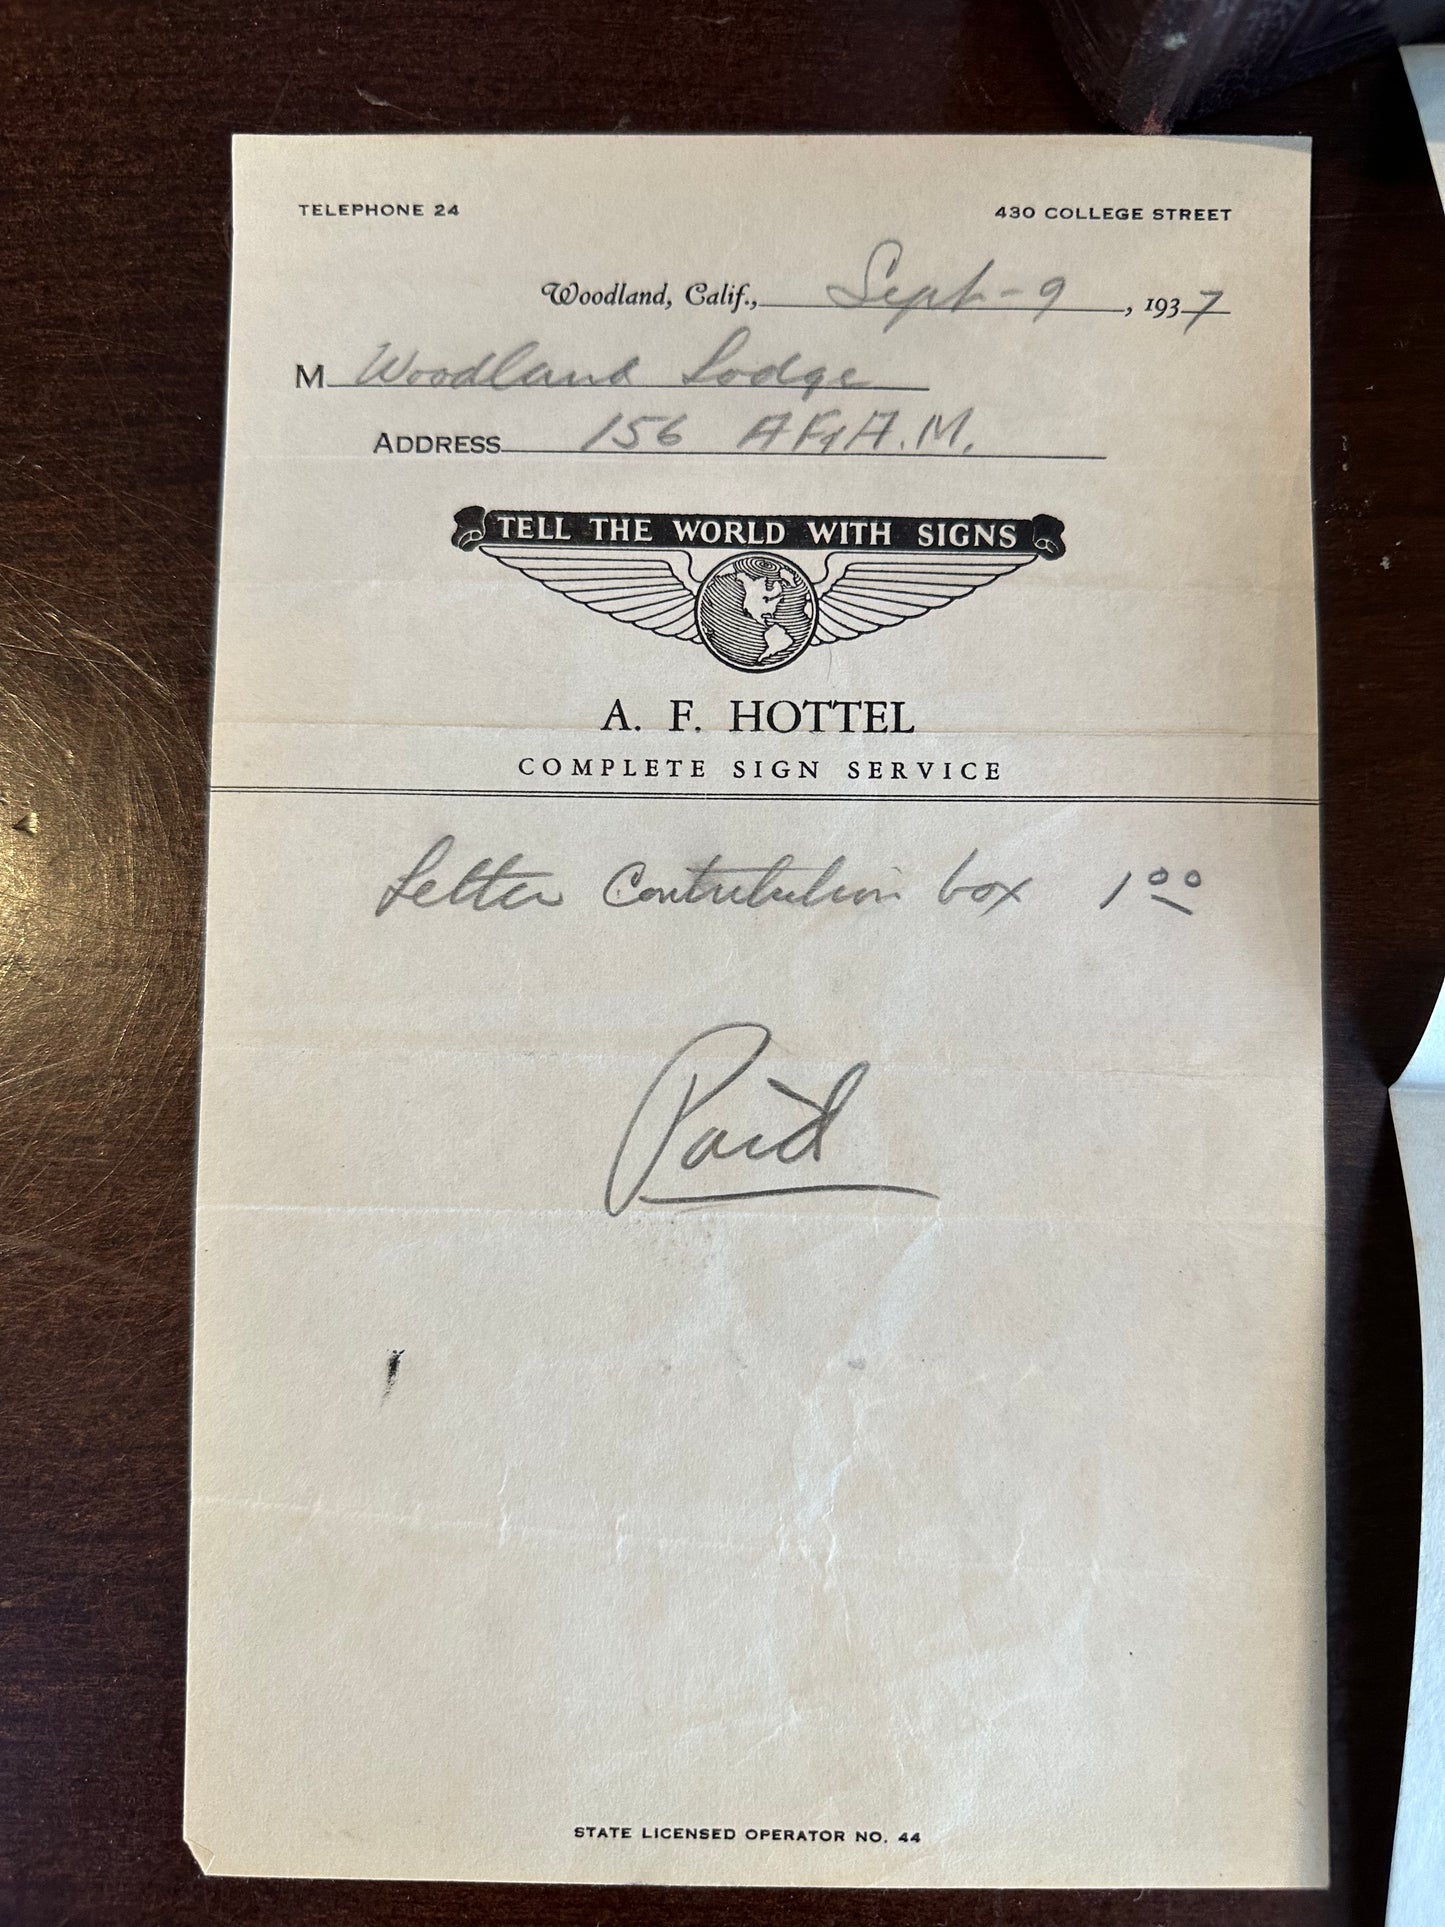 TELEPHONE 24
430 COLLEGE STREET
Woodland, Calif., Sept-9, 1937
M Woodland Lodge
ADDRESS 156 AF&A.M.
TELL THE WORLD WITH SIGNS
A. F. HOTTEL
COMPLETE SIGN SERVICE
Letter Contribution box 1 00
Paid
STATE LICENSED OPERATOR NO. 44